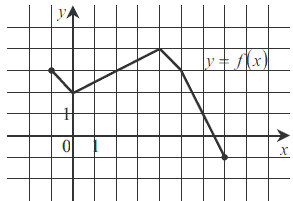 y
y = f(x)
1
0 1
x